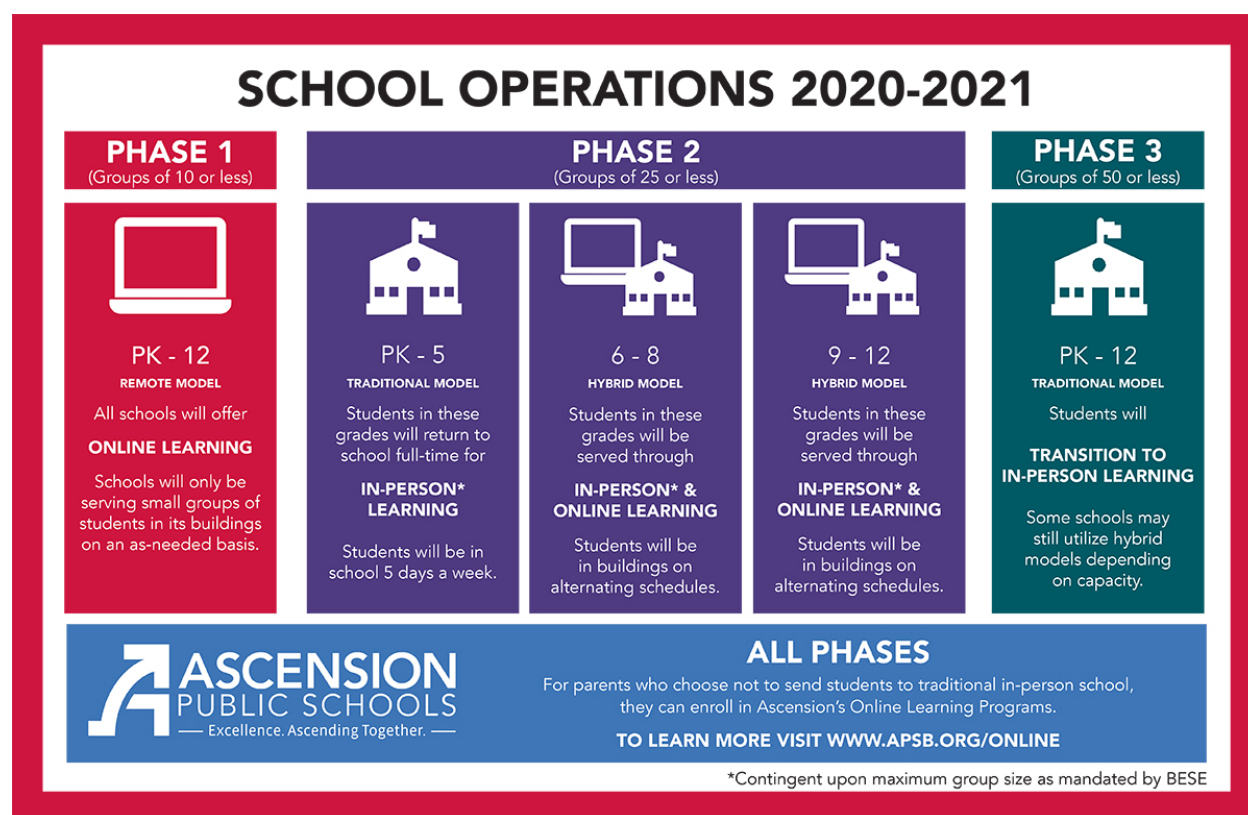 SCHOOL OPERATIONS 2020-2021
PHASE 1
(Groups of 10 or less)
PK - 12
REMOTE MODEL
All schools will offer
ONLINE LEARNING
Schools will only be
serving small groups of
students in its buildings
on an as-needed basis.
PHASE 2
(Groups of 25 or less)
PK - 5
TRADITIONAL MODEL
Students in these
grades will return to
school full-time for
IN-PERSON*
LEARNING
Students will be in
school 5 days a week.
6 - 8
HYBRID MODEL
Students in these
grades will be
served through
IN-PERSON* &
ONLINE LEARNING
Students will be
in buildings on
alternating schedules.
9 - 12
HYBRID MODEL
Students in these
grades will be
served through
IN-PERSON* &
ONLINE LEARNING
Students will be
in buildings on
alternating schedules.
PHASE 3
(Groups of 50 or less)
PK - 12
TRADITIONAL MODEL
Students will
TRANSITION TO
IN-PERSON LEARNING
Some schools may
still utilize hybrid
models depending
on capacity.
ASCENSION
PUBLIC SCHOOLS
Excellence. Ascending Together.
ALL PHASES
For parents who choose not to send students to traditional in-person school,
they can enroll in Ascension's Online Learning Programs.
TO LEARN MORE VISIT WWW.APSB.ORG/ONLINE
*Contingent upon maximum group size as mandated by BESE